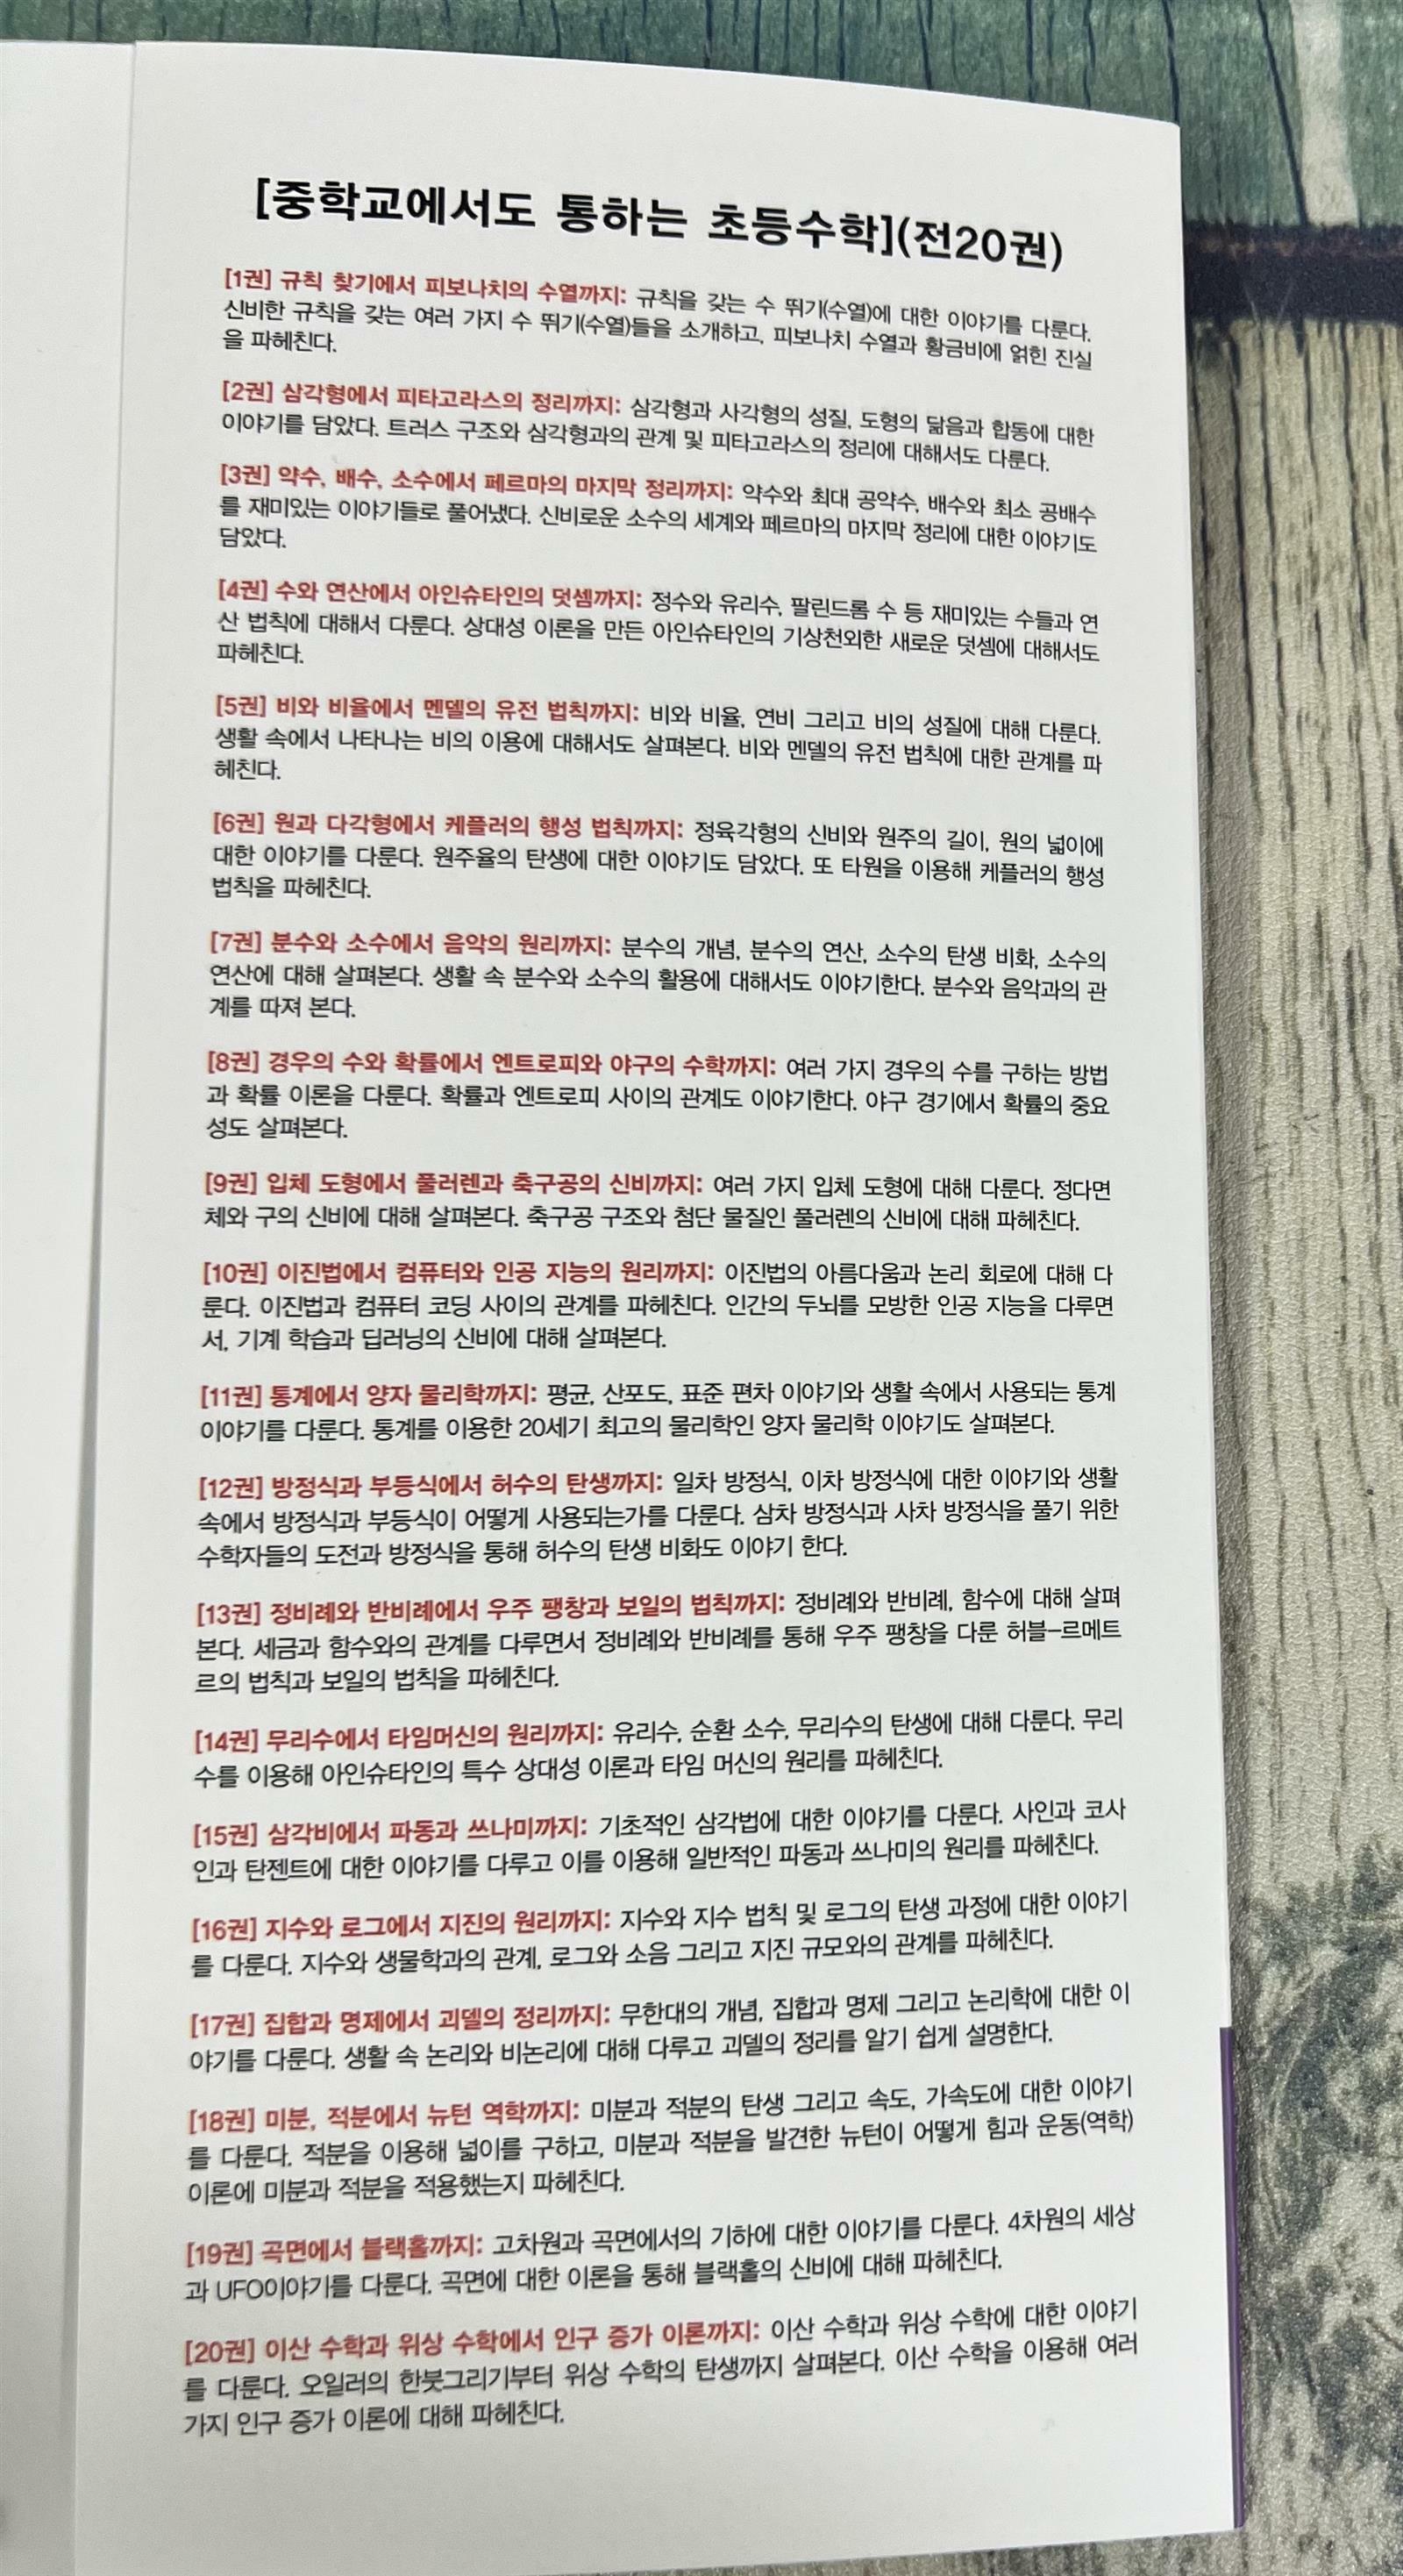 [중학교에서도 통하는 초등수학](전20권)
[1권] 규칙 찾기에서 피보나치의 수열까지: 규칙을 갖는 수 뛰기(수열)에 대한 이야기를 다룬다.
신비한 규칙을 갖는 여러 가지 수 뛰기(수열)들을 소개하고, 피보나치 수열과 황금비에 얽힌 진실
을 파헤친다.
[2권] 삼각형에서 피타고라스의 정리까지: 삼각형과 사각형의 성질, 도형의 닮음과 합동에 대한
이야기를 담았다. 트러스 구조와 삼각형과의 관계 및 피타고라스의 정리에 대해서도 다룬다.
[3권] 약수, 배수, 소수에서 페르마의 마지막 정리까지: 약수와 최대 공약수, 배수와 최소 공배수
를 재미있는 이야기들로 풀어냈다. 신비로운 소수의 세계와 페르마의 마지막 정리에 대한 이야기도
담았다.
[4권] 수와 연산에서 아인슈타인의 덧셈까지: 정수와 유리수, 팔린드롬 수 등 재미있는 수들과 연
산 법칙에 대해서 다룬다. 상대성 이론을 만든 아인슈타인의 기상천외한 새로운 덧셈에 대해서도
파헤친다.
[5권] 비와 비율에서 멘델의 유전 법칙까지: 비와 비율, 연비 그리고 비의 성질에 대해 다룬다.
생활 속에서 나타나는 비의 이용에 대해서도 살펴본다. 비와 멘델의 유전 법칙에 대한 관계를 파
헤친다.
[6권] 원과 다각형에서 케플러의 행성 법칙까지: 정육각형의 신비와 원주의 길이, 원의 넓이에
대한 이야기를 다룬다. 원주율의 탄생에 대한 이야기도 담았다. 또 타원을 이용해 케플러의 행성
법칙을 파헤친다.
[7권] 분수와 소수에서 음악의 원리까지: 분수의 개념, 분수의 연산, 소수의 탄생 비화, 소수의
연산에 대해 살펴본다. 생활 속 분수와 소수의 활용에 대해서도 이야기한다. 분수와 음악과의 관
계를 따져 본다.
[8권] 경우의 수와 확률에서 엔트로피와 야구의 수학까지: 여러 가지 경우의 수를 구하는 방법
과 확률 이론을 다룬다. 확률과 엔트로피 사이의 관계도 이야기한다. 야구 경기에서 확률의 중요
성도 살펴본다.
[9권] 입체 도형에서 풀러렌과 축구공의 신비까지: 여러 가지 입체 도형에 대해 다룬다. 정다면
체와 구의 신비에 대해 살펴본다. 축구공 구조와 첨단 물질인 풀러렌의 신비에 대해 파헤친다.
[10권] 이진법에서 컴퓨터와 인공 지능의 원리까지: 이진법의 아름다움과 논리 회로에 대해 다
룬다. 이진법과 컴퓨터 코딩 사이의 관계를 파헤친다. 인간의 두뇌를 모방한 인공 지능을 다루면
서, 기계 학습과 딥러닝의 신비에 대해 살펴본다.
[11권] 통계에서 양자 물리학까지: 평균, 산포도, 표준 편차 이야기와 생활 속에서 사용되는 통계
이야기를 다룬다. 통계를 이용한 20세기 최고의 물리학인 양자 물리학 이야기도 살펴본다.
[12권] 방정식과 부등식에서 허수의 탄생까지: 일차 방정식, 이차 방정식에 대한 이야기와 생활
속에서 방정식과 부등식이 어떻게 사용되는가를 다룬다. 삼차 방정식과 사차 방정식을 풀기 위한
수학자들의 도전과 방정식을 통해 허수의 탄생 비화도 이야기 한다.
[13권] 정비례와 반비례에서 우주 팽창과 보일의 법칙까지: 정비례와 반비례, 함수에 대해 살펴
본다. 세금과 함수와의 관계를 다루면서 정비례와 반비례를 통해 우주 팽창을 다룬 허블–르메트
르의 법칙과 보일의 법칙을 파헤친다.
[14권] 무리수에서 타임머신의 원리까지: 유리수, 순환 소수, 무리수의 탄생에 대해 다룬다. 무리
수를 이용해 아인슈타인의 특수 상대성 이론과 타임 머신의 원리를 파헤친다.
[15권] 삼각비에서 파동과 쓰나미까지: 기초적인 삼각법에 대한 이야기를 다룬다. 사인과 코사
인과 탄젠트에 대한 이야기를 다루고 이를 이용해 일반적인 파동과 쓰나미의 원리를 파헤친다.
[16권] 지수와 로그에서 지진의 원리까지: 지수와 지수 법칙 및 로그의 탄생 과정에 대한 이야기
를 다룬다. 지수와 생물학과의 관계, 로그와 소음 그리고 지진 규모와의 관계를 파헤친다.
[17권] 집합과 명제에서 괴델의 정리까지: 무한대의 개념, 집합과 명제 그리고 논리학에 대한 이
야기를 다룬다. 생활 속 논리와 비논리에 대해 다루고 괴델의 정리를 알기 쉽게 설명한다.
[18권] 미분, 적분에서 뉴턴 역학까지: 미분과 적분의 탄생 그리고 속도, 가속도에 대한 이야기
를 다룬다. 적분을 이용해 넓이를 구하고, 미분과 적분을 발견한 뉴턴이 어떻게 힘과 운동(역학)
이론에 미분과 적분을 적용했는지 파헤친다.
[19권] 곡면에서 블랙홀까지: 고차원과 곡면에서의 기하에 대한 이야기를 다룬다. 4차원의 세상
과 UFO이야기를 다룬다. 곡면에 대한 이론을 통해 블랙홀의 신비에 대해 파헤친다.
[20권] 이산 수학과 위상 수학에서 인구 증가 이론까지: 이산 수학과 위상 수학에 대한 이야기
를 다룬다. 오일러의 한붓그리기부터 위상 수학의 탄생까지 살펴본다. 이산 수학을 이용해 여러
가지 인구 증가 이론에 대해 파헤친다.